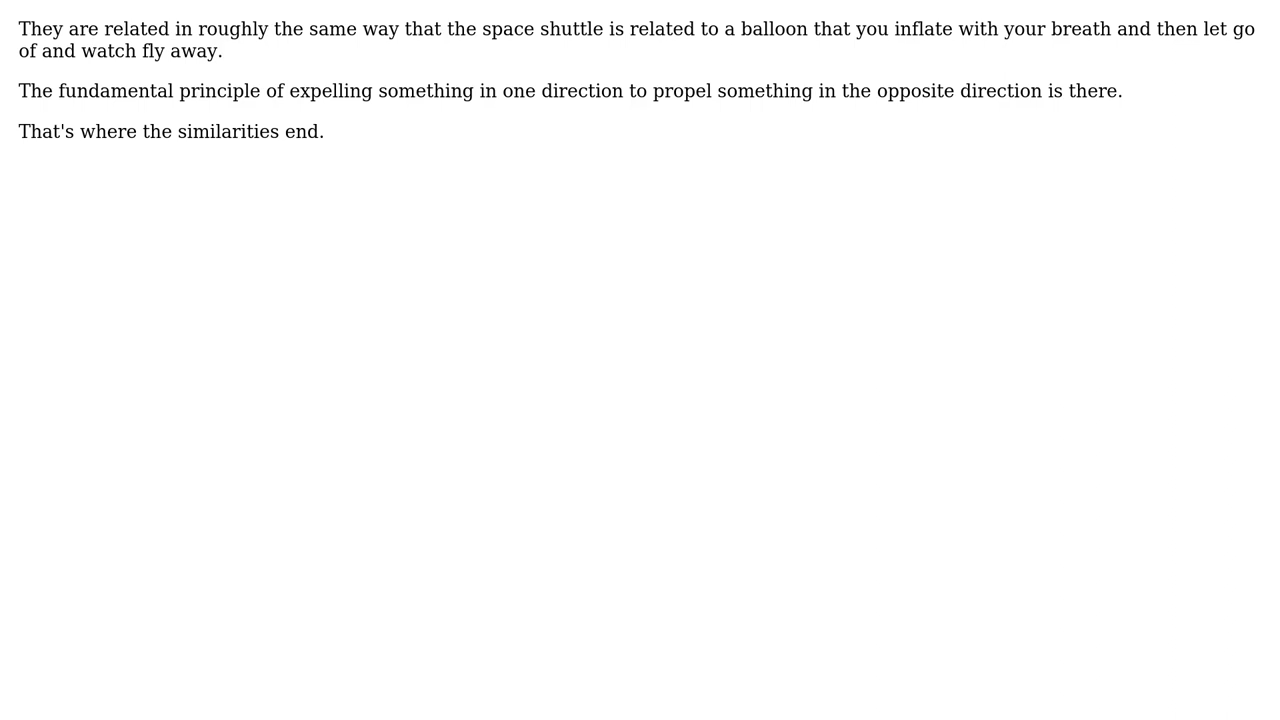 They are related in roughly the same way that the space shuttle is related to a balloon that you inflate with your breath and then let go
of and watch fly away.
The fundamental principle of expelling something in one direction to propel something in the opposite direction is there.
That's where the similarities end.